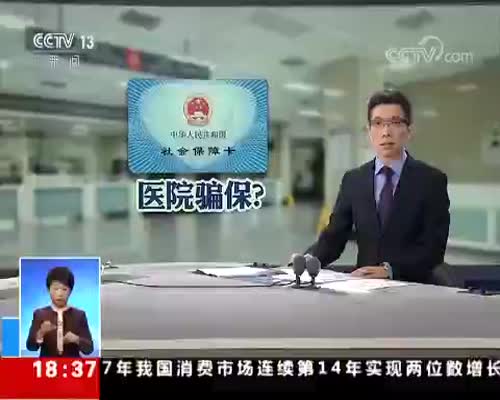 CCTV 13
新闻
CCTV.com
中华人民共和国
社会保障卡
医院骗保?
18:37
7年我国消费市场连续第14年实现两位数增长